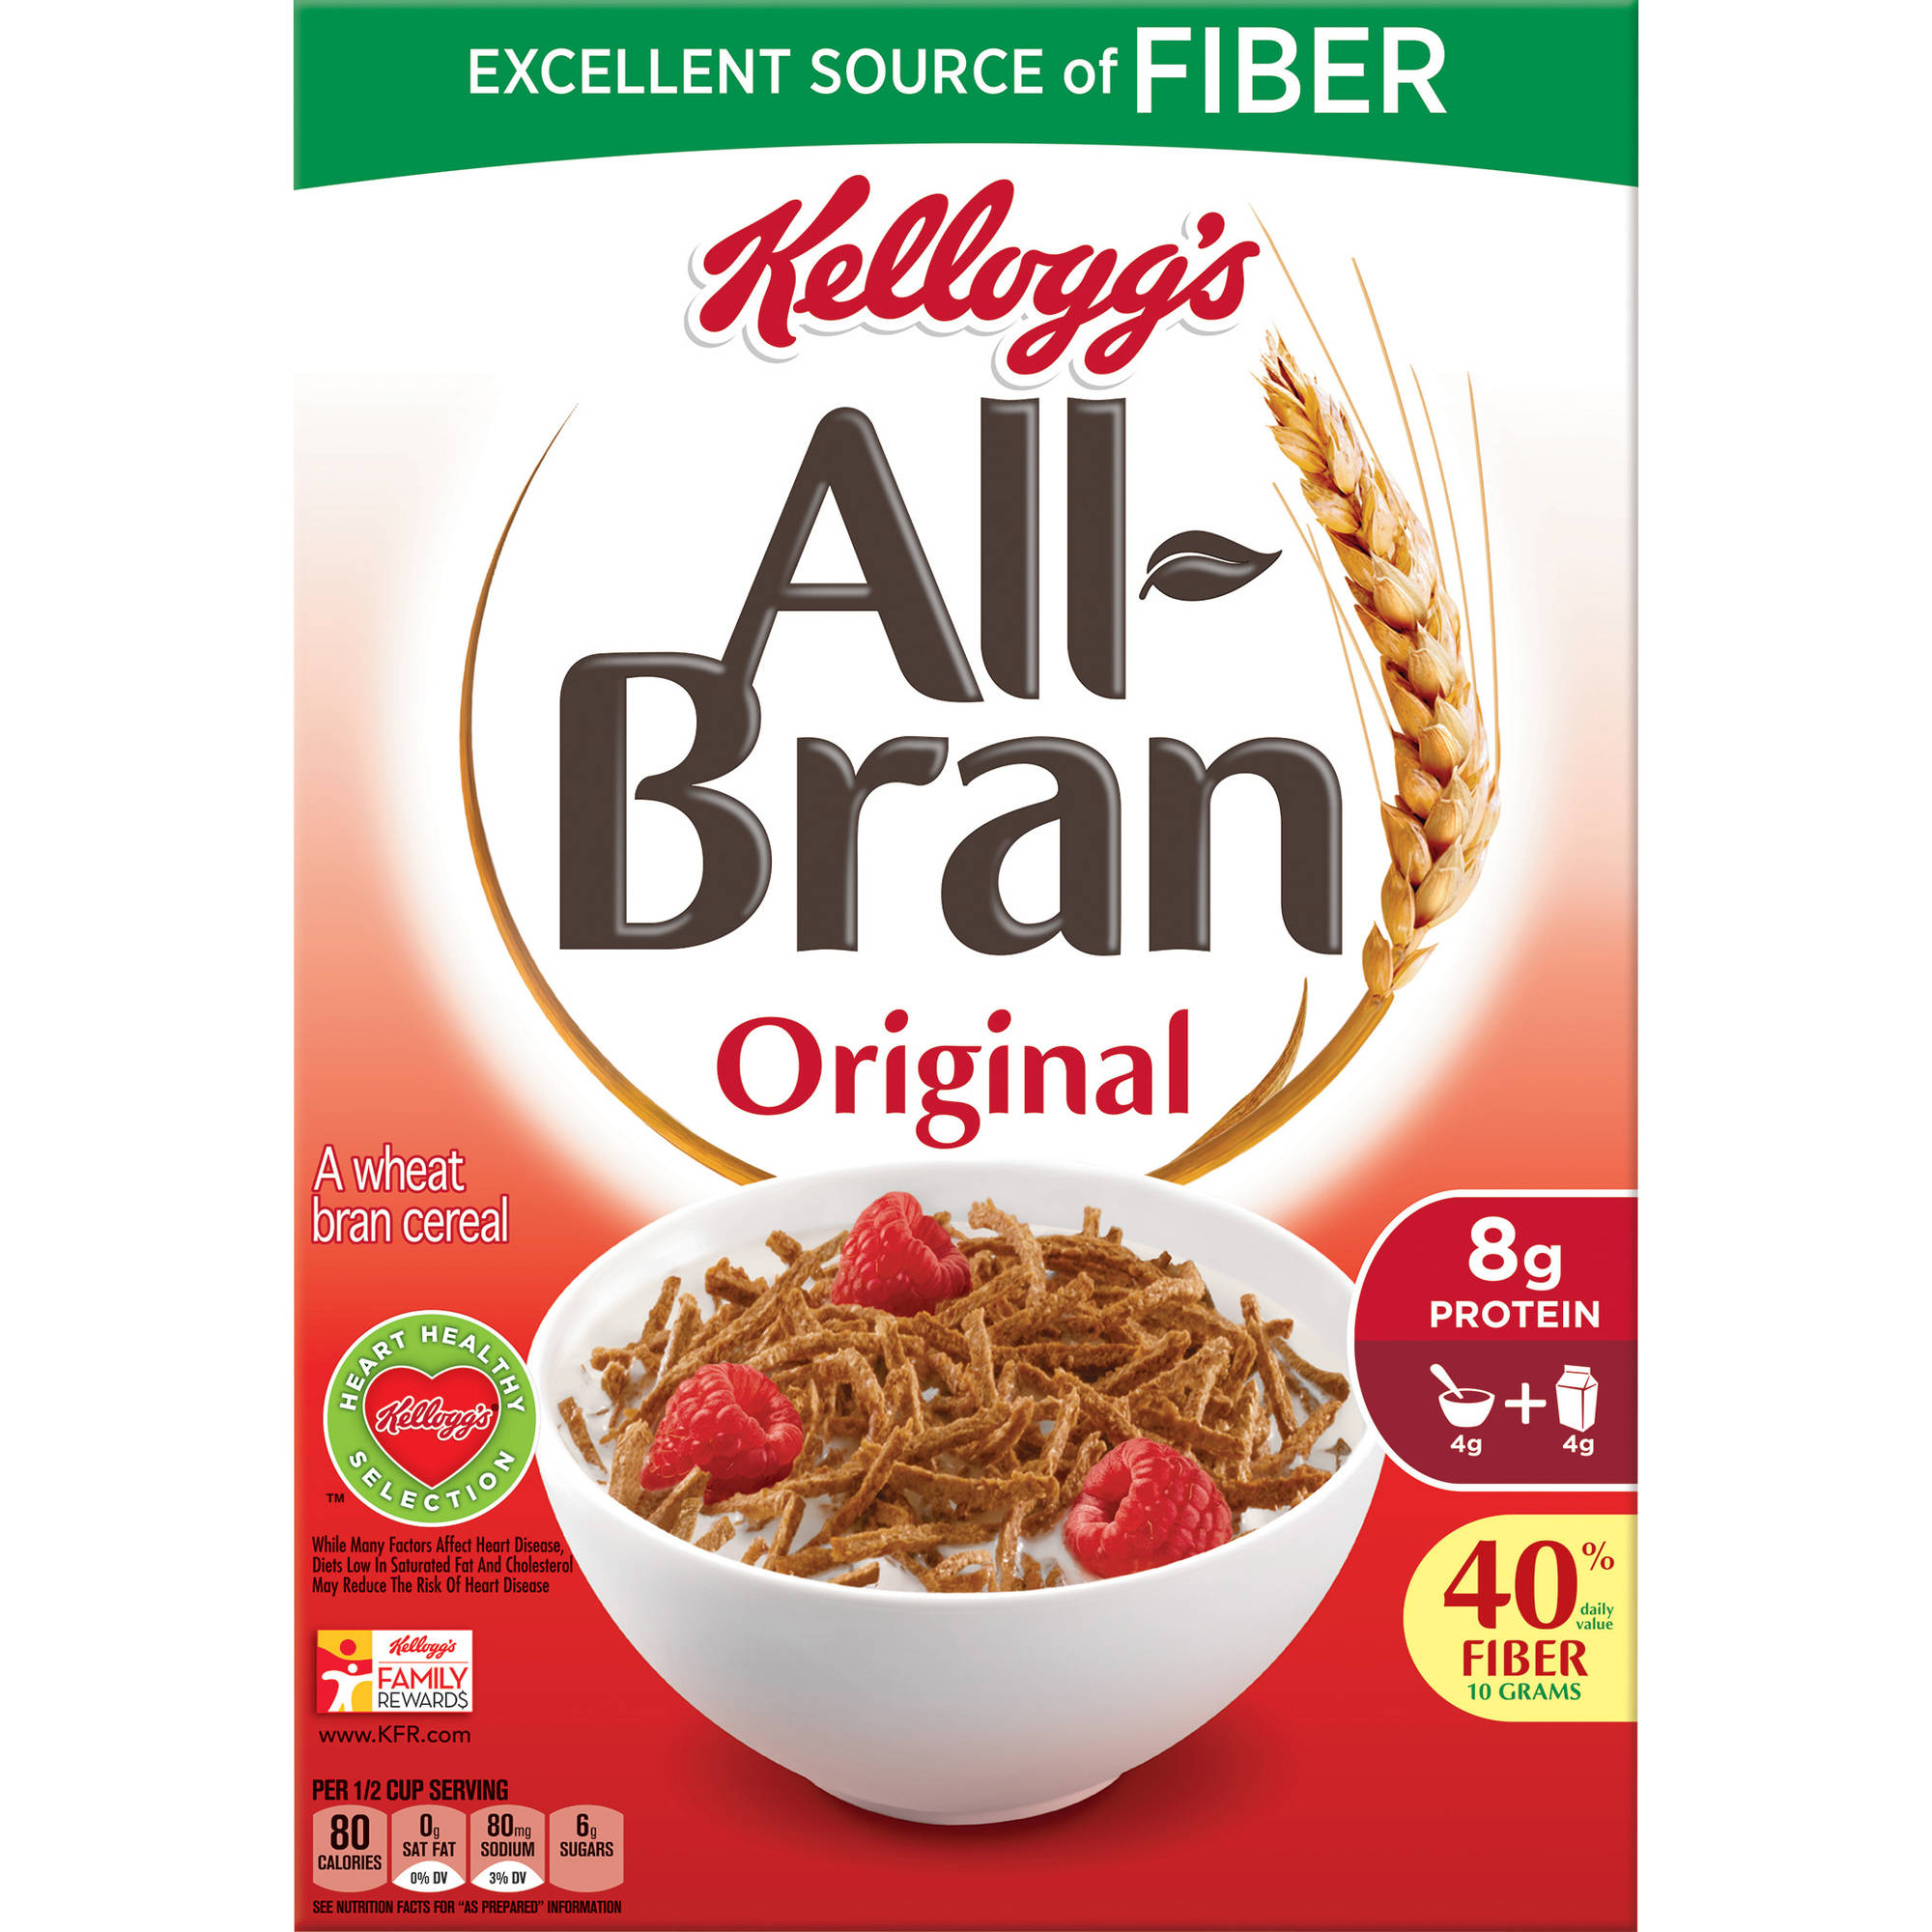 EXCELLENT SOURCE of FIBER
Kellogg's
All-
Bran
Original
A wheat
bran cereal
HEART HEALTHY
Kellogg's®
SELECTION
TM
While Many Factors Affect Heart Disease,
Diets Low In Saturated Fat And Cholesterol
May Reduce The Risk Of Heart Disease
Kellogg's
FAMILY
REWARD$
www.KFR.com
PER 1/2 CUP SERVING
80
CALORIES
0g
SAT FAT
0% DV
80mg
SODIUM
3% DV
6g
SUGARS
SEE NUTRITION FACTS FOR “AS PREPARED” INFORMATION
8g
PROTEIN
4g + 4g
40%
daily
value
FIBER
10 GRAMS